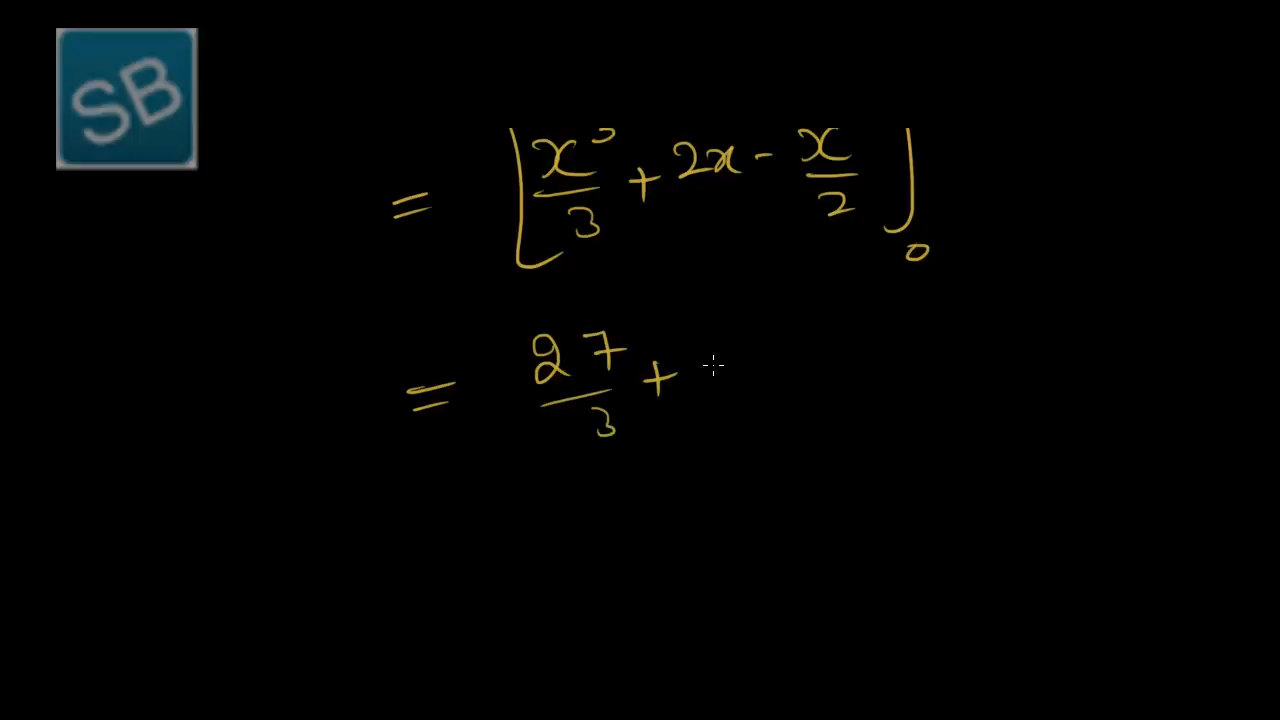 SB
= [x³/3 + 2x - x/2]₀
= 27/3 +